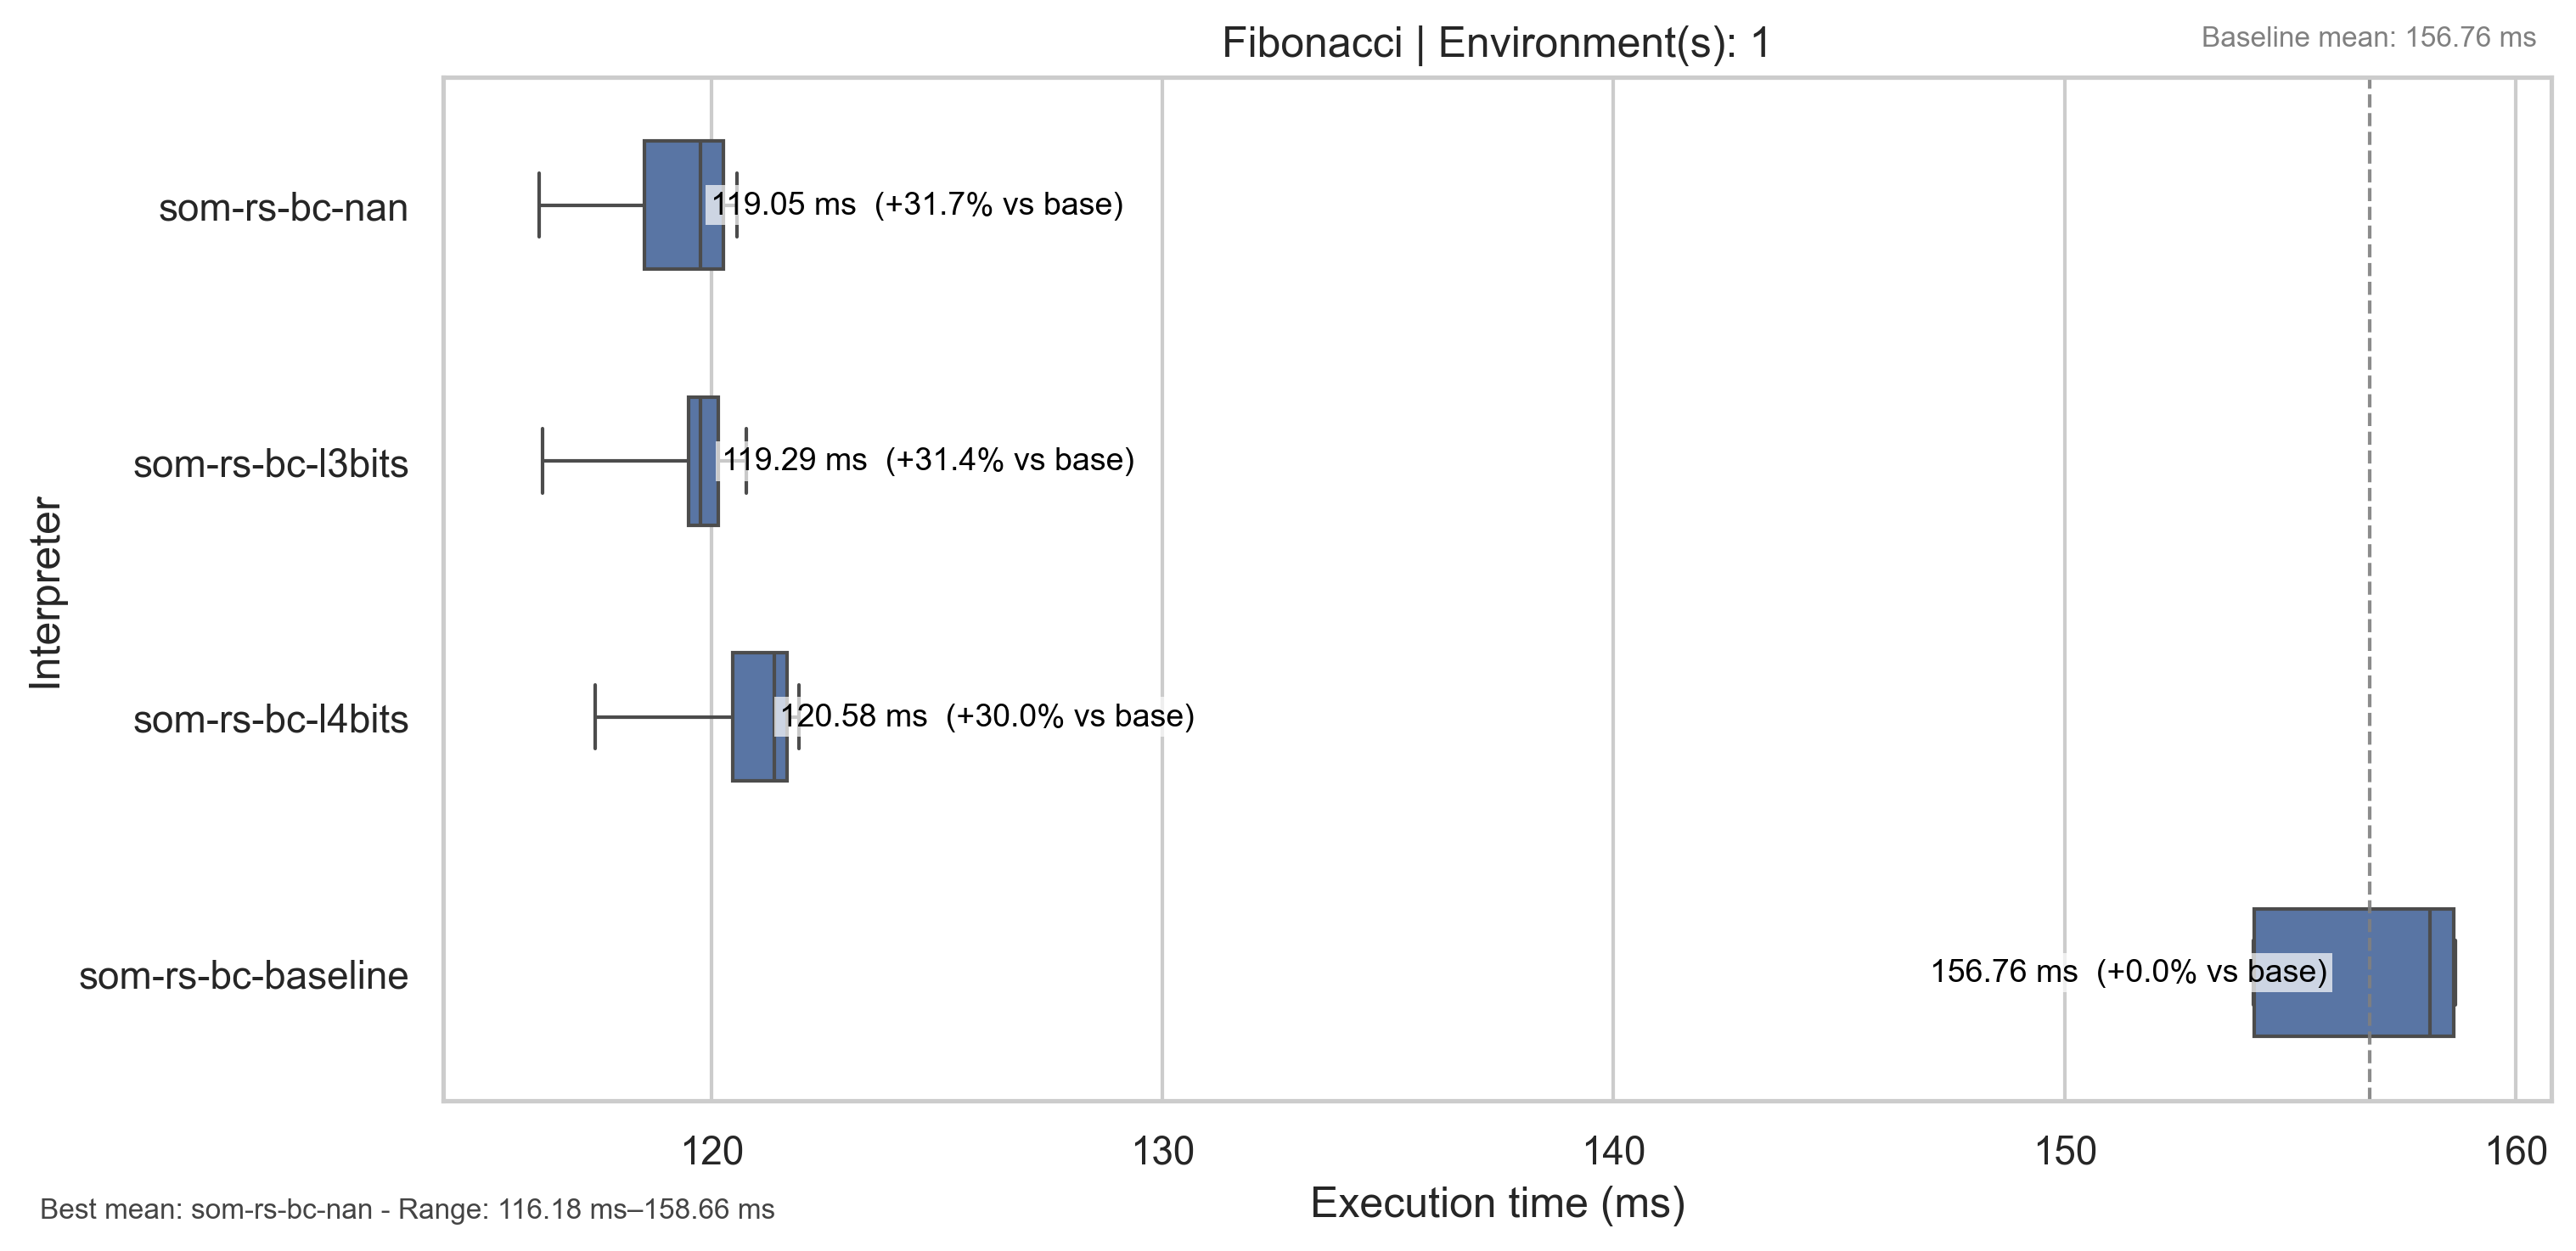 Fibonacci | Environment(s): 1
Baseline mean: 156.76 ms
Interpreter
som-rs-bc-nan
119.05 ms  (+31.7% vs base)
som-rs-bc-l3bits
119.29 ms  (+31.4% vs base)
som-rs-bc-l4bits
120.58 ms  (+30.0% vs base)
som-rs-bc-baseline
156.76 ms  (+0.0% vs base)
120 130 140 150 160
Execution time (ms)
Best mean: som-rs-bc-nan - Range: 116.18 ms–158.66 ms